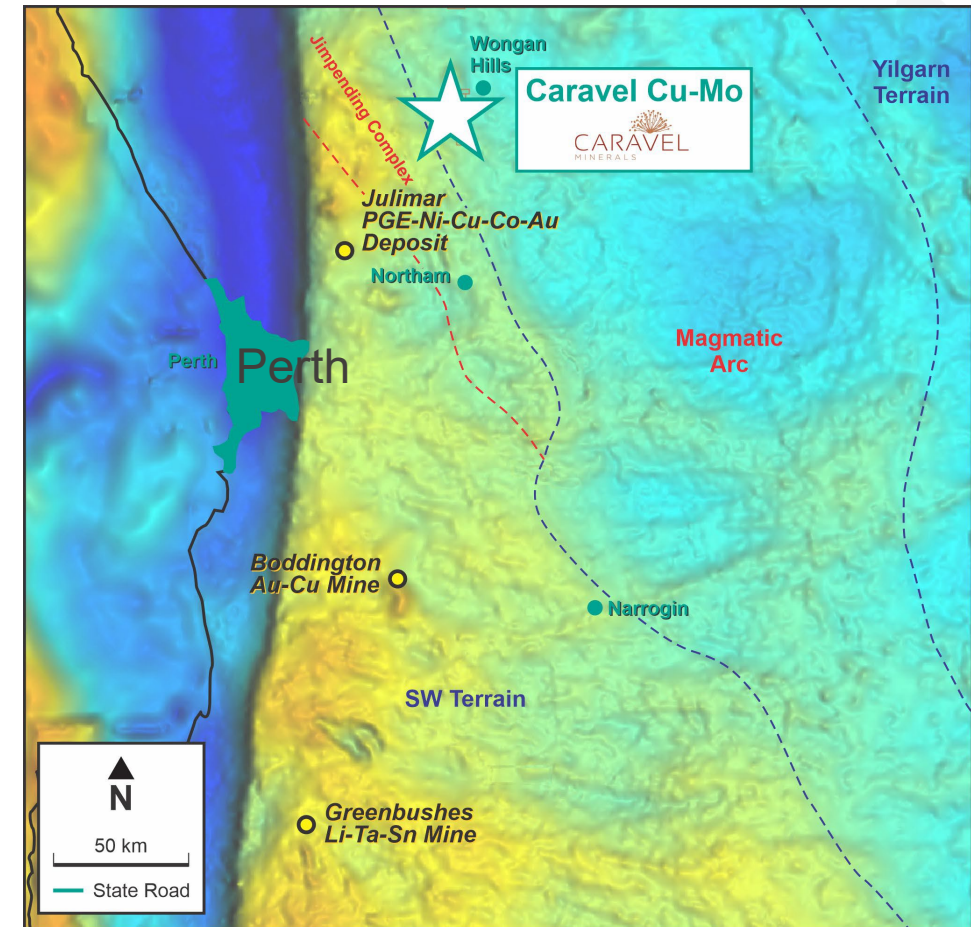 Wongan
Hills
Jimpending Complex
Caravel Cu-Mo
CARAVEL
MINERALS
Yilgarn
Terrain
Julimar
PGE-Ni-Cu-Co-Au
Deposit
Northam
Magmatic
Arc
Perth
Perth
Boddington
Au-Cu Mine
Narrogin
SW Terrain
Greenbushes
Li-Ta-Sn Mine
N
50 km
State Road